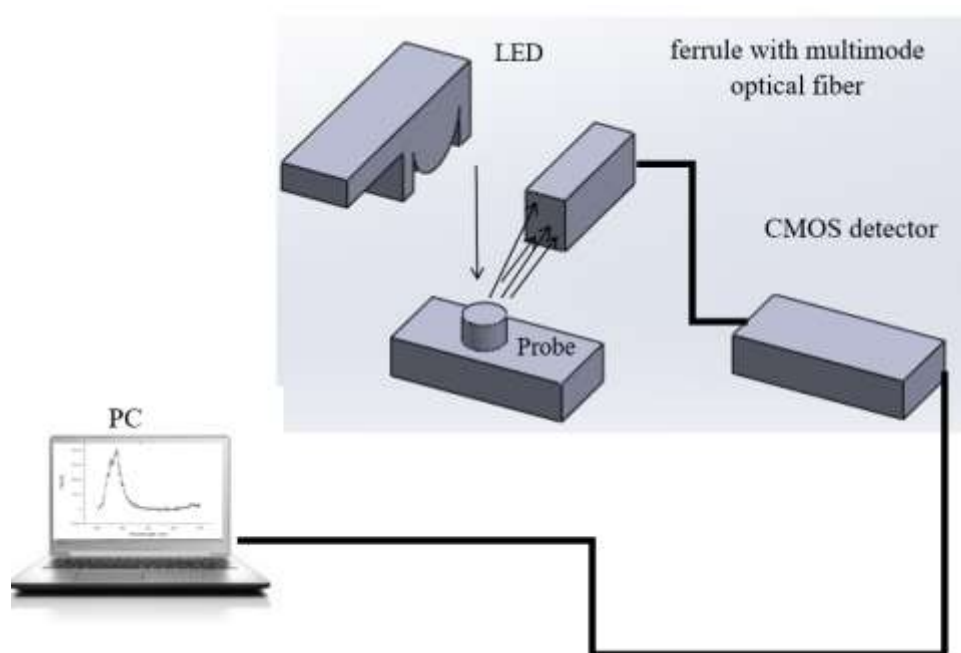 LED
ferrule with multimode
optical fiber
CMOS detector
Probe
PC